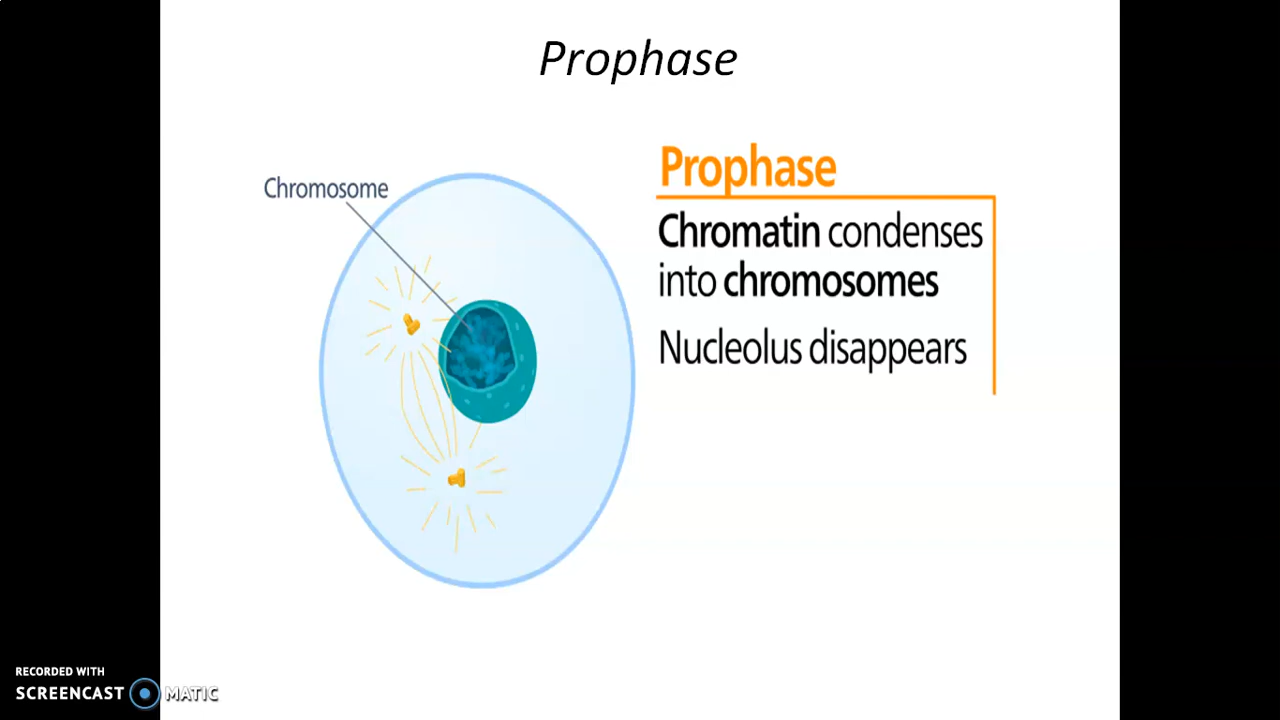 Prophase
Chromosome
Prophase
Chromatin condenses
into chromosomes
Nucleolus disappears
RECORDED WITH
SCREENCAST MATIC